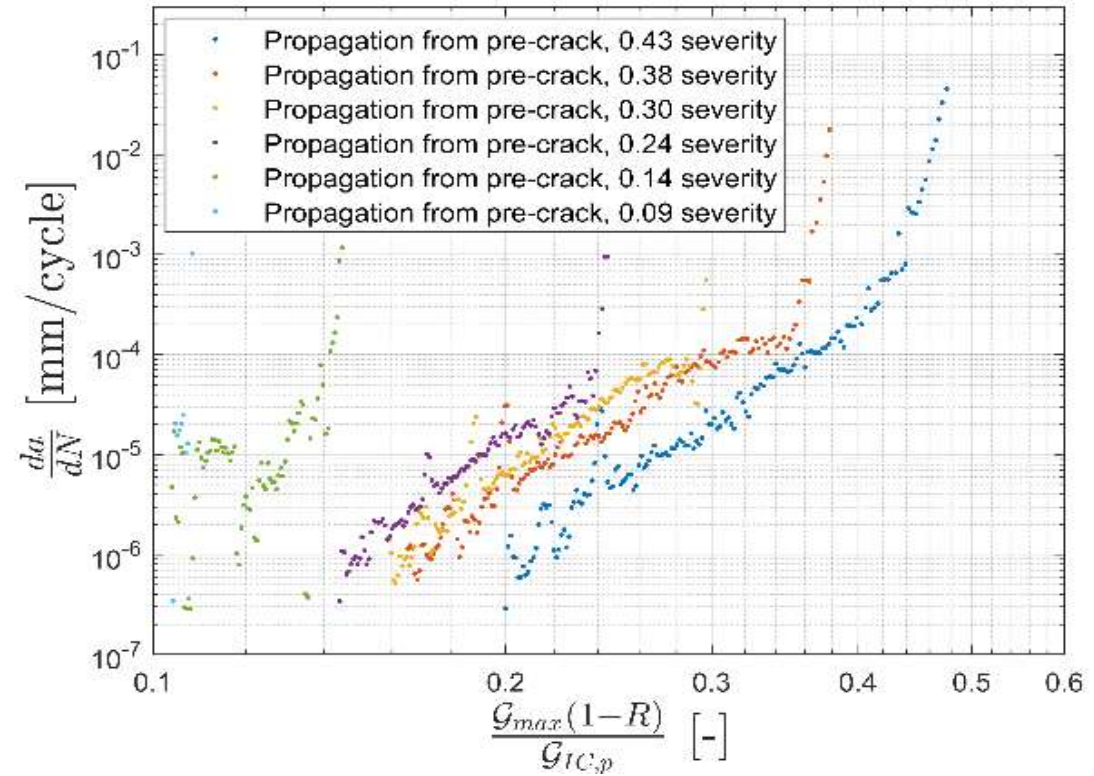 Propagation from pre-crack, 0.43 severity
Propagation from pre-crack, 0.38 severity
Propagation from pre-crack, 0.30 severity
Propagation from pre-crack, 0.24 severity
Propagation from pre-crack, 0.14 severity
Propagation from pre-crack, 0.09 severity
10⁻¹
10⁻²
10⁻³
10⁻⁴
10⁻⁵
10⁻⁶
10⁻⁷
da/dN [mm/cycle]
0.1 0.2 0.3 0.4 0.5 0.6
𝒢max(1−R)/𝒢IC,p [-]